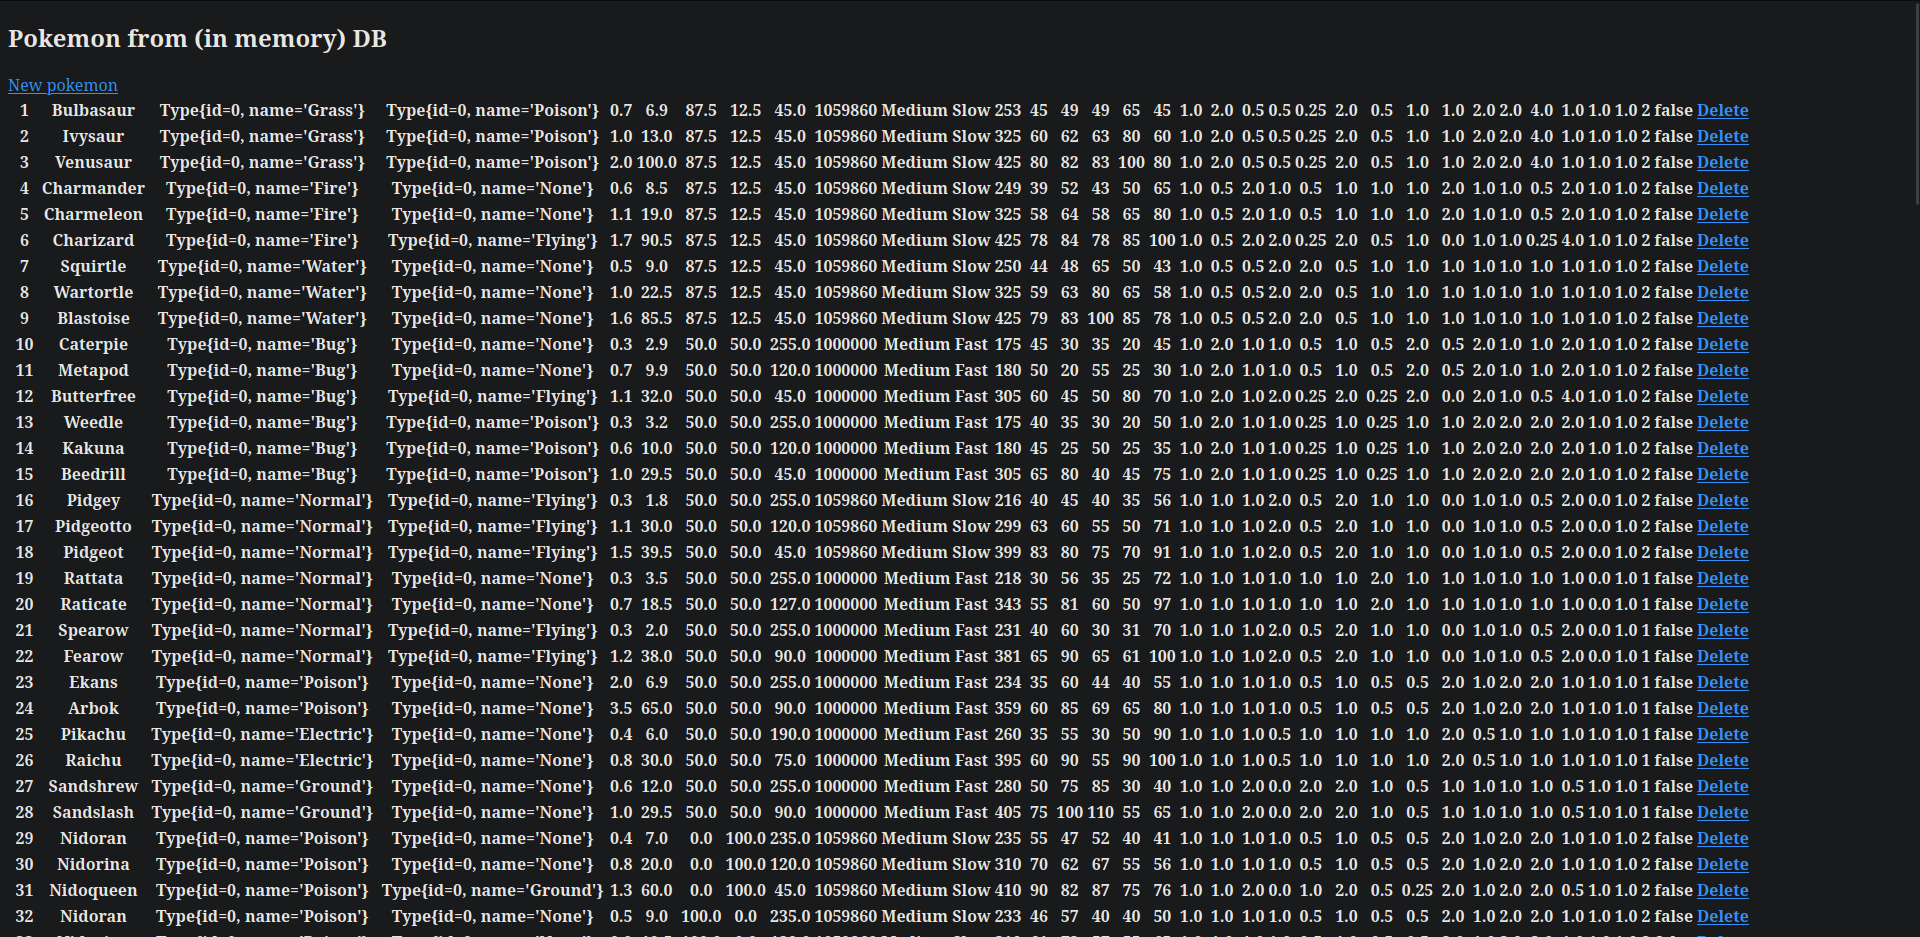 Pokemon from (in memory) DB
New pokemon
1 Bulbasaur Type{id=0, name='Grass'} Type{id=0, name='Poison'} 0.7 6.9 87.5 12.5 45.0 1059860 Medium Slow 253 45 49 49 65 45 1.0 2.0 0.5 0.5 0.25 2.0 0.5 1.0 1.0 2.0 2.0 4.0 1.0 1.0 1.0 2 false Delete
2 Ivysaur Type{id=0, name='Grass'} Type{id=0, name='Poison'} 1.0 13.0 87.5 12.5 45.0 1059860 Medium Slow 325 60 62 63 80 60 1.0 2.0 0.5 0.5 0.25 2.0 0.5 1.0 1.0 2.0 2.0 4.0 1.0 1.0 1.0 2 false Delete
3 Venusaur Type{id=0, name='Grass'} Type{id=0, name='Poison'} 2.0 100.0 87.5 12.5 45.0 1059860 Medium Slow 425 80 82 83 100 80 1.0 2.0 0.5 0.5 0.25 2.0 0.5 1.0 1.0 2.0 2.0 4.0 1.0 1.0 1.0 2 false Delete
4 Charmander Type{id=0, name='Fire'} Type{id=0, name='None'} 0.6 8.5 87.5 12.5 45.0 1059860 Medium Slow 249 39 52 43 50 65 1.0 0.5 2.0 1.0 0.5 1.0 1.0 1.0 2.0 1.0 1.0 0.5 2.0 1.0 1.0 2 false Delete
5 Charmeleon Type{id=0, name='Fire'} Type{id=0, name='None'} 1.1 19.0 87.5 12.5 45.0 1059860 Medium Slow 325 58 64 58 65 80 1.0 0.5 2.0 1.0 0.5 1.0 1.0 1.0 2.0 1.0 1.0 0.5 2.0 1.0 1.0 2 false Delete
6 Charizard Type{id=0, name='Fire'} Type{id=0, name='Flying'} 1.7 90.5 87.5 12.5 45.0 1059860 Medium Slow 425 78 84 78 85 100 1.0 0.5 2.0 2.0 0.25 2.0 0.5 1.0 0.0 1.0 1.0 0.25 4.0 1.0 1.0 2 false Delete
7 Squirtle Type{id=0, name='Water'} Type{id=0, name='None'} 0.5 9.0 87.5 12.5 45.0 1059860 Medium Slow 250 44 48 65 50 43 1.0 0.5 0.5 2.0 2.0 0.5 1.0 1.0 1.0 1.0 1.0 1.0 1.0 1.0 1.0 2 false Delete
8 Wartortle Type{id=0, name='Water'} Type{id=0, name='None'} 1.0 22.5 87.5 12.5 45.0 1059860 Medium Slow 325 59 63 80 65 58 1.0 0.5 0.5 2.0 2.0 0.5 1.0 1.0 1.0 1.0 1.0 1.0 1.0 1.0 1.0 2 false Delete
9 Blastoise Type{id=0, name='Water'} Type{id=0, name='None'} 1.6 85.5 87.5 12.5 45.0 1059860 Medium Slow 425 79 83 100 85 78 1.0 0.5 0.5 2.0 2.0 0.5 1.0 1.0 1.0 1.0 1.0 1.0 1.0 1.0 1.0 2 false Delete
10 Caterpie Type{id=0, name='Bug'} Type{id=0, name='None'} 0.3 2.9 50.0 50.0 255.0 1000000 Medium Fast 175 45 30 35 20 45 1.0 2.0 1.0 1.0 0.5 1.0 0.5 2.0 0.5 2.0 1.0 1.0 2.0 1.0 1.0 2 false Delete
11 Metapod Type{id=0, name='Bug'} Type{id=0, name='None'} 0.7 9.9 50.0 50.0 120.0 1000000 Medium Fast 180 50 20 55 25 30 1.0 2.0 1.0 1.0 0.5 1.0 0.5 2.0 0.5 2.0 1.0 1.0 2.0 1.0 1.0 2 false Delete
12 Butterfree Type{id=0, name='Bug'} Type{id=0, name='Flying'} 1.1 32.0 50.0 50.0 45.0 1000000 Medium Fast 305 60 45 50 80 70 1.0 2.0 1.0 2.0 0.25 2.0 0.25 2.0 0.0 2.0 1.0 0.5 4.0 1.0 1.0 2 false Delete
13 Weedle Type{id=0, name='Bug'} Type{id=0, name='Poison'} 0.3 3.2 50.0 50.0 255.0 1000000 Medium Fast 175 40 35 30 20 50 1.0 2.0 1.0 1.0 0.25 1.0 0.25 1.0 1.0 2.0 2.0 2.0 2.0 1.0 1.0 2 false Delete
14 Kakuna Type{id=0, name='Bug'} Type{id=0, name='Poison'} 0.6 10.0 50.0 50.0 120.0 1000000 Medium Fast 180 45 25 50 25 35 1.0 2.0 1.0 1.0 0.25 1.0 0.25 1.0 1.0 2.0 2.0 2.0 2.0 1.0 1.0 2 false Delete
15 Beedrill Type{id=0, name='Bug'} Type{id=0, name='Poison'} 1.0 29.5 50.0 50.0 45.0 1000000 Medium Fast 305 65 80 40 45 75 1.0 2.0 1.0 1.0 0.25 1.0 0.25 1.0 1.0 2.0 2.0 2.0 2.0 1.0 1.0 2 false Delete
16 Pidgey Type{id=0, name='Normal'} Type{id=0, name='Flying'} 0.3 1.8 50.0 50.0 255.0 1059860 Medium Slow 216 40 45 40 35 56 1.0 1.0 1.0 2.0 0.5 2.0 1.0 1.0 0.0 1.0 1.0 0.5 2.0 0.0 1.0 2 false Delete
17 Pidgeotto Type{id=0, name='Normal'} Type{id=0, name='Flying'} 1.1 30.0 50.0 50.0 120.0 1059860 Medium Slow 299 63 60 55 50 71 1.0 1.0 1.0 2.0 0.5 2.0 1.0 1.0 0.0 1.0 1.0 0.5 2.0 0.0 1.0 2 false Delete
18 Pidgeot Type{id=0, name='Normal'} Type{id=0, name='Flying'} 1.5 39.5 50.0 50.0 45.0 1059860 Medium Slow 399 83 80 75 70 91 1.0 1.0 1.0 2.0 0.5 2.0 1.0 1.0 0.0 1.0 1.0 0.5 2.0 0.0 1.0 2 false Delete
19 Rattata Type{id=0, name='Normal'} Type{id=0, name='None'} 0.3 3.5 50.0 50.0 255.0 1000000 Medium Fast 218 30 56 35 25 72 1.0 1.0 1.0 1.0 1.0 1.0 2.0 1.0 1.0 1.0 1.0 1.0 1.0 0.0 1.0 1 false Delete
20 Raticate Type{id=0, name='Normal'} Type{id=0, name='None'} 0.7 18.5 50.0 50.0 127.0 1000000 Medium Fast 343 55 81 60 50 97 1.0 1.0 1.0 1.0 1.0 1.0 2.0 1.0 1.0 1.0 1.0 1.0 1.0 0.0 1.0 1 false Delete
21 Spearow Type{id=0, name='Normal'} Type{id=0, name='Flying'} 0.3 2.0 50.0 50.0 255.0 1000000 Medium Fast 231 40 60 30 31 70 1.0 1.0 1.0 2.0 0.5 2.0 1.0 1.0 0.0 1.0 1.0 0.5 2.0 0.0 1.0 1 false Delete
22 Fearow Type{id=0, name='Normal'} Type{id=0, name='Flying'} 1.2 38.0 50.0 50.0 90.0 1000000 Medium Fast 381 65 90 65 61 100 1.0 1.0 1.0 2.0 0.5 2.0 1.0 1.0 0.0 1.0 1.0 0.5 2.0 0.0 1.0 1 false Delete
23 Ekans Type{id=0, name='Poison'} Type{id=0, name='None'} 2.0 6.9 50.0 50.0 255.0 1000000 Medium Fast 234 35 60 44 40 55 1.0 1.0 1.0 1.0 0.5 1.0 0.5 0.5 2.0 1.0 2.0 2.0 1.0 1.0 1.0 1 false Delete
24 Arbok Type{id=0, name='Poison'} Type{id=0, name='None'} 3.5 65.0 50.0 50.0 90.0 1000000 Medium Fast 359 60 85 69 65 80 1.0 1.0 1.0 1.0 0.5 1.0 0.5 0.5 2.0 1.0 2.0 2.0 1.0 1.0 1.0 1 false Delete
25 Pikachu Type{id=0, name='Electric'} Type{id=0, name='None'} 0.4 6.0 50.0 50.0 190.0 1000000 Medium Fast 260 35 55 30 50 90 1.0 1.0 1.0 0.5 1.0 1.0 1.0 1.0 2.0 0.5 1.0 1.0 1.0 1.0 1.0 1 false Delete
26 Raichu Type{id=0, name='Electric'} Type{id=0, name='None'} 0.8 30.0 50.0 50.0 75.0 1000000 Medium Fast 395 60 90 55 90 100 1.0 1.0 1.0 0.5 1.0 1.0 1.0 1.0 2.0 0.5 1.0 1.0 1.0 1.0 1.0 1 false Delete
27 Sandshrew Type{id=0, name='Ground'} Type{id=0, name='None'} 0.6 12.0 50.0 50.0 255.0 1000000 Medium Fast 280 50 75 85 30 40 1.0 1.0 2.0 0.0 2.0 2.0 1.0 0.5 1.0 1.0 1.0 1.0 0.5 1.0 1.0 1 false Delete
28 Sandslash Type{id=0, name='Ground'} Type{id=0, name='None'} 1.0 29.5 50.0 50.0 90.0 1000000 Medium Fast 405 75 100 110 55 65 1.0 1.0 2.0 0.0 2.0 2.0 1.0 0.5 1.0 1.0 1.0 1.0 0.5 1.0 1.0 1 false Delete
29 Nidoran Type{id=0, name='Poison'} Type{id=0, name='None'} 0.4 7.0 0.0 100.0 235.0 1059860 Medium Slow 235 55 47 52 40 41 1.0 1.0 1.0 1.0 0.5 1.0 0.5 0.5 2.0 1.0 2.0 2.0 1.0 1.0 1.0 2 false Delete
30 Nidorina Type{id=0, name='Poison'} Type{id=0, name='None'} 0.8 20.0 0.0 100.0 120.0 1059860 Medium Slow 310 70 62 67 55 56 1.0 1.0 1.0 1.0 0.5 1.0 0.5 0.5 2.0 1.0 2.0 2.0 1.0 1.0 1.0 2 false Delete
31 Nidoqueen Type{id=0, name='Poison'} Type{id=0, name='Ground'} 1.3 60.0 0.0 100.0 45.0 1059860 Medium Slow 410 90 82 87 75 76 1.0 1.0 2.0 0.0 1.0 2.0 0.5 0.25 2.0 1.0 2.0 2.0 0.5 1.0 1.0 2 false Delete
32 Nidoran Type{id=0, name='Poison'} Type{id=0, name='None'} 0.5 9.0 100.0 0.0 235.0 1059860 Medium Slow 233 46 57 40 40 50 1.0 1.0 1.0 1.0 0.5 1.0 0.5 0.5 2.0 1.0 2.0 2.0 1.0 1.0 1.0 2 false Delete